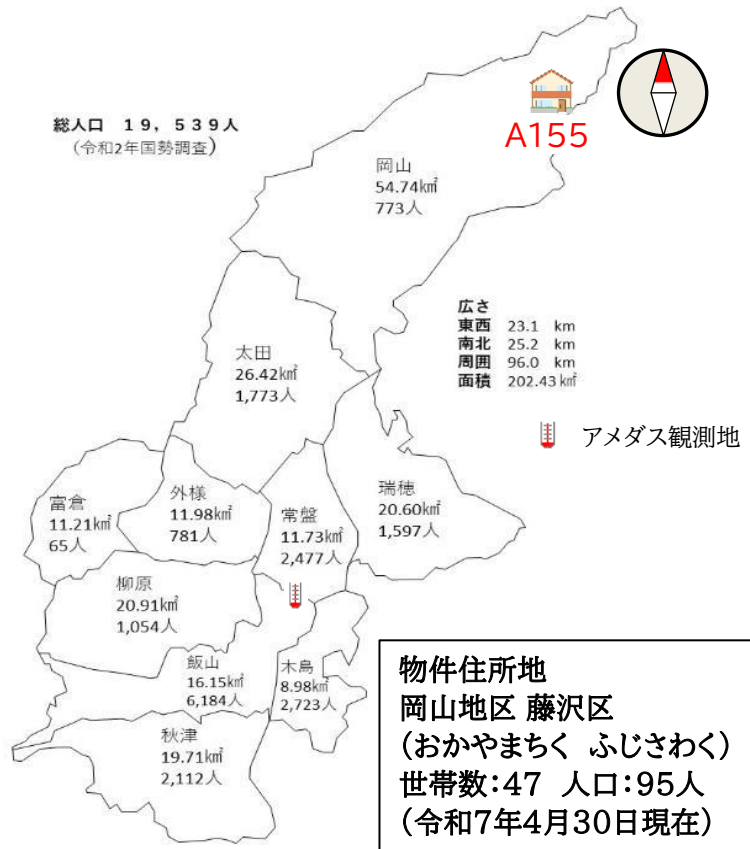 総人口 19，539人
(令和2年国勢調査)
A155
岡山
54.74㎢
773人
広さ
東西 23.1 km
南北 25.2 km
周囲 96.0 km
面積 202.43㎢
アメダス観測地
太田
26.42㎢
1,773人
瑞穂
20.60㎢
1,597人
富倉
11.21㎢
65人
外様
11.98㎢
781人
常盤
11.73㎢
2,477人
柳原
20.91㎢
1,054人
飯山
16.15㎢
6,184人
木島
8.98㎢
2,723人
秋津
19.71㎢
2,112人
物件住所地
岡山地区 藤沢区
(おかやまちく ふじさわく)
世帯数:47 人口:95人
(令和7年4月30日現在)